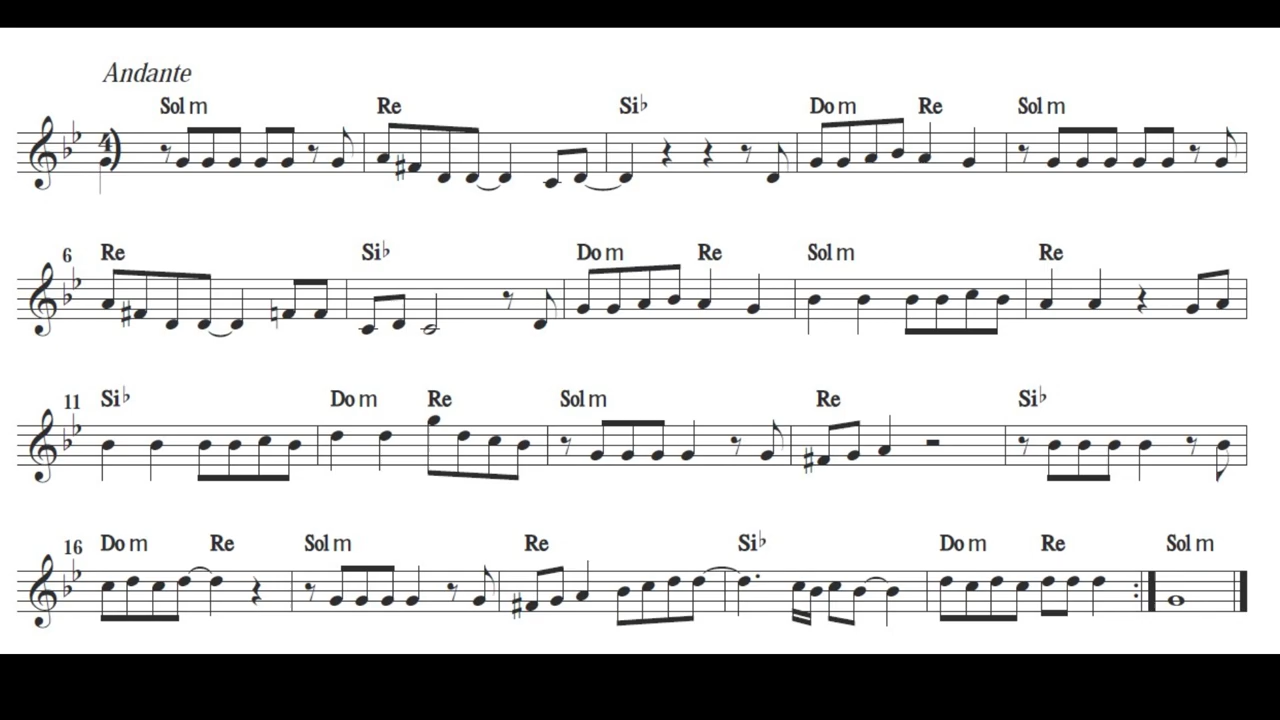 Andante
Sol m Re Si♭ Do m Re Sol m
4
6 Re Si♭ Do m Re Sol m Re
11 Si♭ Do m Re Sol m Re Si♭
16 Do m Re Sol m Re Si♭ Do m Re Sol m